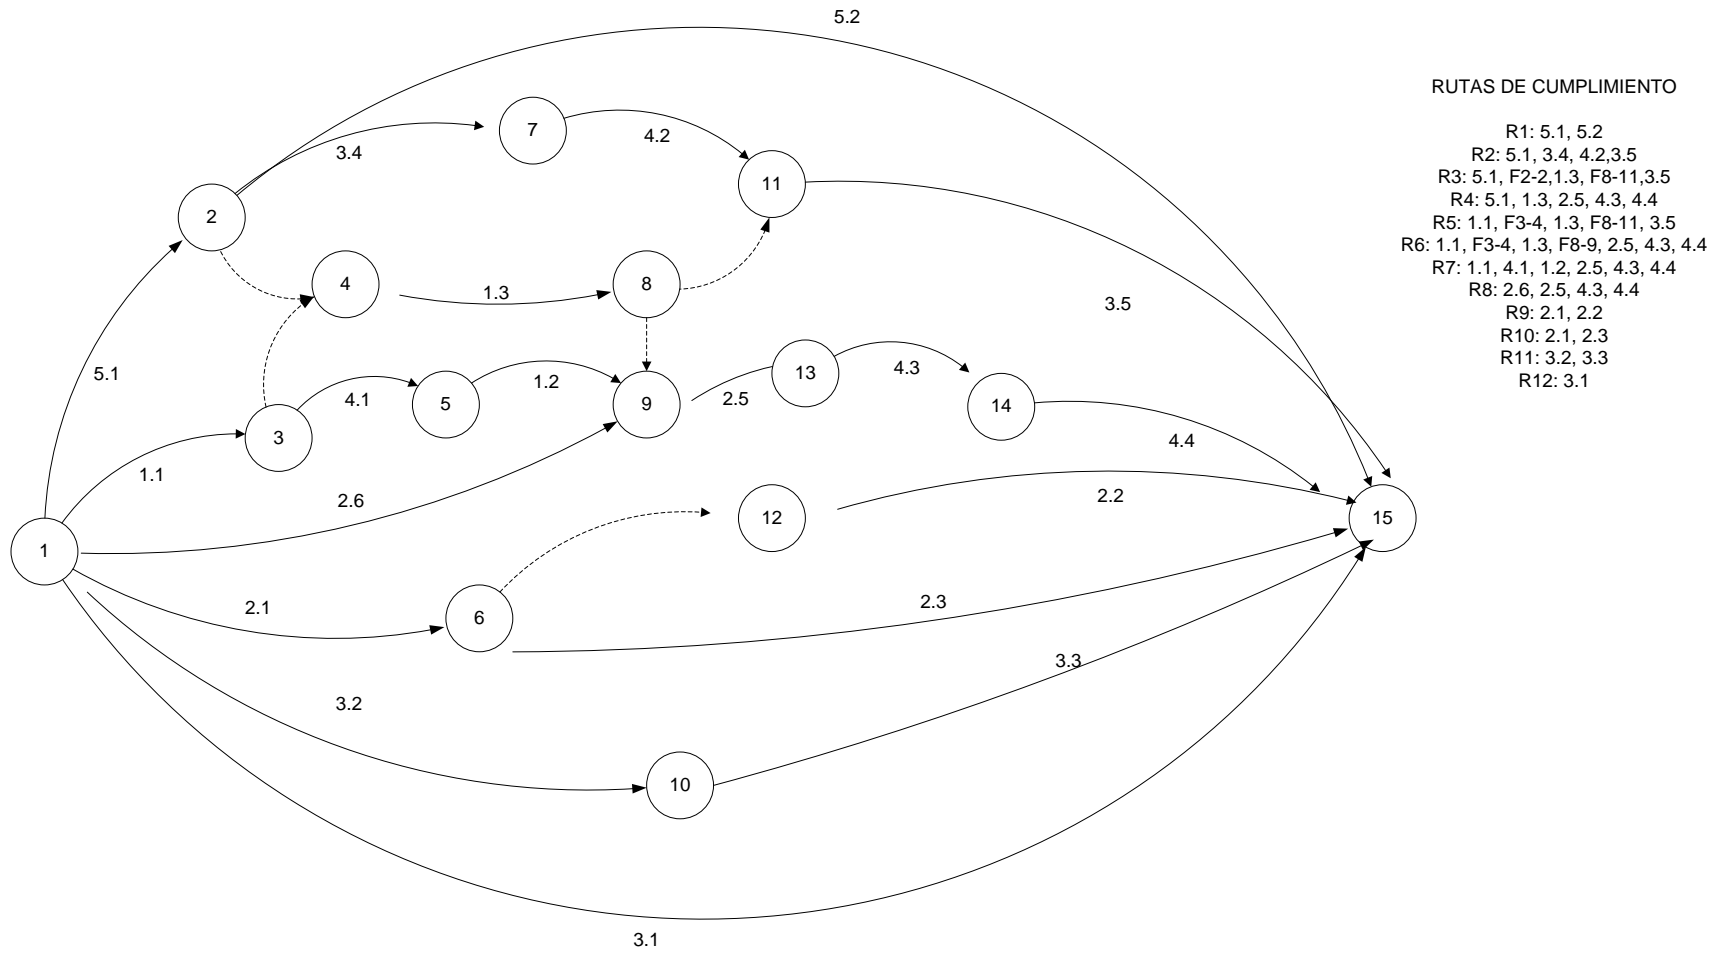 5.2
RUTAS DE CUMPLIMIENTO
R1: 5.1, 5.2
R2: 5.1, 3.4, 4.2,3.5
R3: 5.1, F2-2,1.3, F8-11,3.5
R4: 5.1, 1.3, 2.5, 4.3, 4.4
R5: 1.1, F3-4, 1.3, F8-11, 3.5
R6: 1.1, F3-4, 1.3, F8-9, 2.5, 4.3, 4.4
R7: 1.1, 4.1, 1.2, 2.5, 4.3, 4.4
R8: 2.6, 2.5, 4.3, 4.4
R9: 2.1, 2.2
R10: 2.1, 2.3
R11: 3.2, 3.3
R12: 3.1
7
4.2
3.4
11
2
4
8
1.3
3.5
5.1
13
4.3
1.2
4.1
5
9
2.5
14
3
4.4
1.1
2.6
2.2
12
15
1
2.1
6
2.3
3.3
3.2
10
3.1